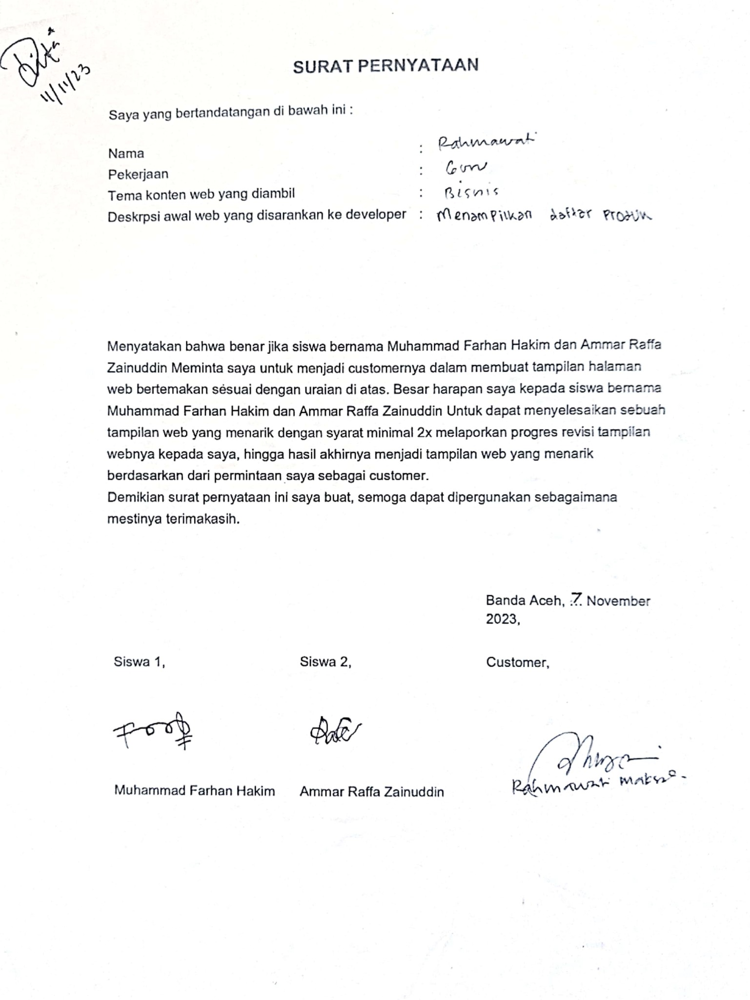 11/11/23
SURAT PERNYATAAN
Saya yang bertandatangan di bawah ini :
Nama : Rahmawati
Pekerjaan : Guru
Tema konten web yang diambil : Bisnis
Deskrpsi awal web yang disarankan ke developer : Menampilkan daftar Produk
Menyatakan bahwa benar jika siswa bernama Muhammad Farhan Hakim dan Ammar Raffa
Zainuddin Meminta saya untuk menjadi customernya dalam membuat tampilan halaman
web bertemakan sesuai dengan uraian di atas. Besar harapan saya kepada siswa bernama
Muhammad Farhan Hakim dan Ammar Raffa Zainuddin Untuk dapat menyelesaikan sebuah
tampilan web yang menarik dengan syarat minimal 2x melaporkan progres revisi tampilan
webnya kepada saya, hingga hasil akhirnya menjadi tampilan web yang menarik
berdasarkan dari permintaan saya sebagai customer.
Demikian surat pernyataan ini saya buat, semoga dapat dipergunakan sebagaimana
mestinya terimakasih.
Banda Aceh, 7 November
2023,
Siswa 1, Siswa 2, Customer,
Muhammad Farhan Hakim Ammar Raffa Zainuddin Rahmawati